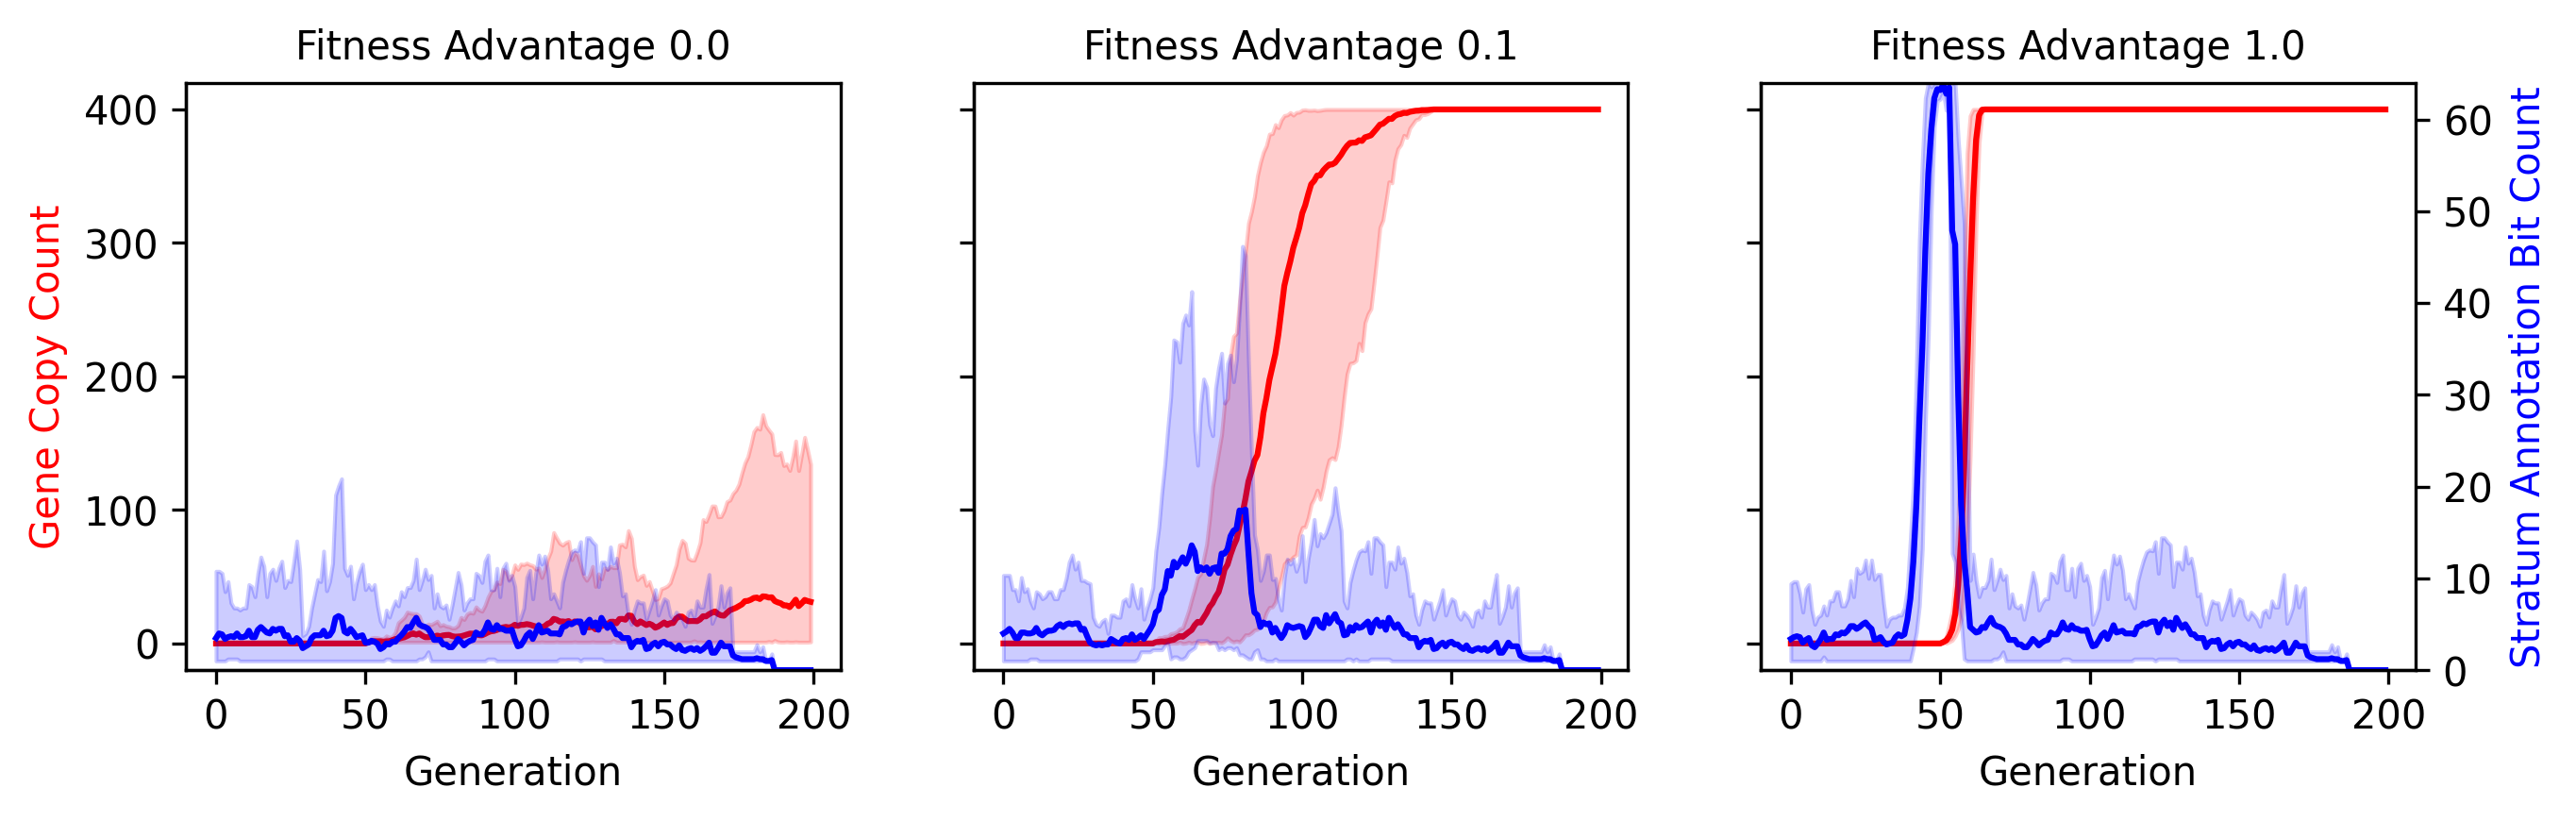 Fitness Advantage 0.0
Fitness Advantage 0.1
Fitness Advantage 1.0
Gene Copy Count
400
300
200
100
0
0 50 100 150 200
Generation
0 50 100 150 200
Generation
0 50 100 150 200
Generation
60
50
40
30
20
10
0
Stratum Annotation Bit Count